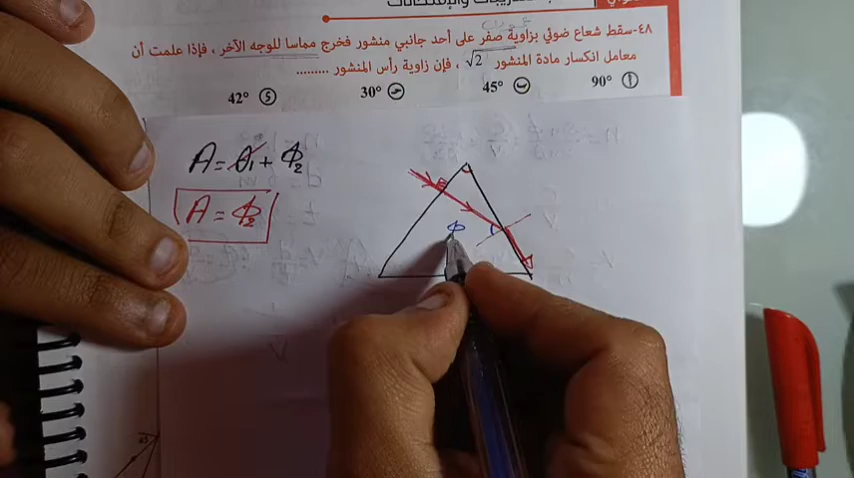 ٤٨-سقط شعاع ضوئي بزاوية صفر على أحد جانبي منشور فخرج مماسا للوجه الآخر ، فإذا علمت أن
معامل انكسار مادة المنشور √2 ، فإن زاوية رأس المنشور .........
أ 90° ب 45° ج 30° د 42°
A = θ₁ + Φ₂
A = Φ₂
Φ